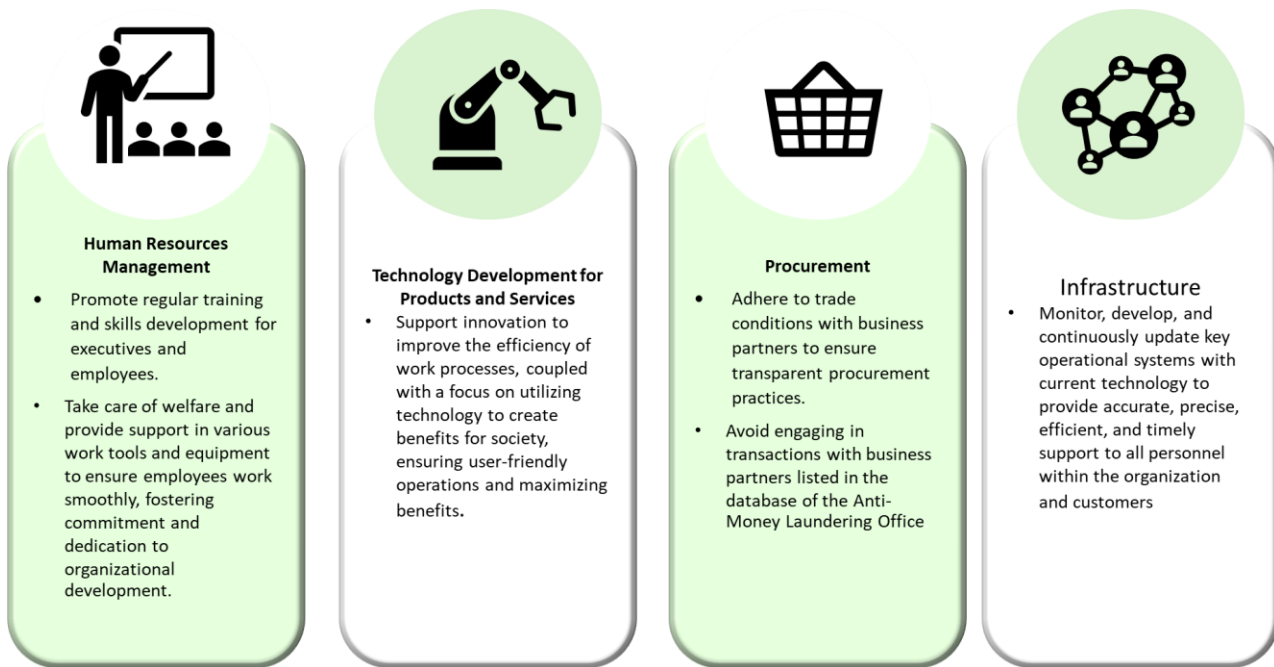 Human Resources
Management
• Promote regular training
and skills development for
executives and
employees.
• Take care of welfare and
provide support in various
work tools and equipment
to ensure employees work
smoothly, fostering
commitment and
dedication to
organizational
development.
Technology Development for
Products and Services
• Support innovation to
improve the efficiency of
work processes, coupled
with a focus on utilizing
technology to create
benefits for society,
ensuring user-friendly
operations and maximizing
benefits.
Procurement
• Adhere to trade
conditions with business
partners to ensure
transparent procurement
practices.
• Avoid engaging in
transactions with business
partners listed in the
database of the Anti-
Money Laundering Office
Infrastructure
• Monitor, develop, and
continuously update key
operational systems with
current technology to
provide accurate, precise,
efficient, and timely
support to all personnel
within the organization
and customers